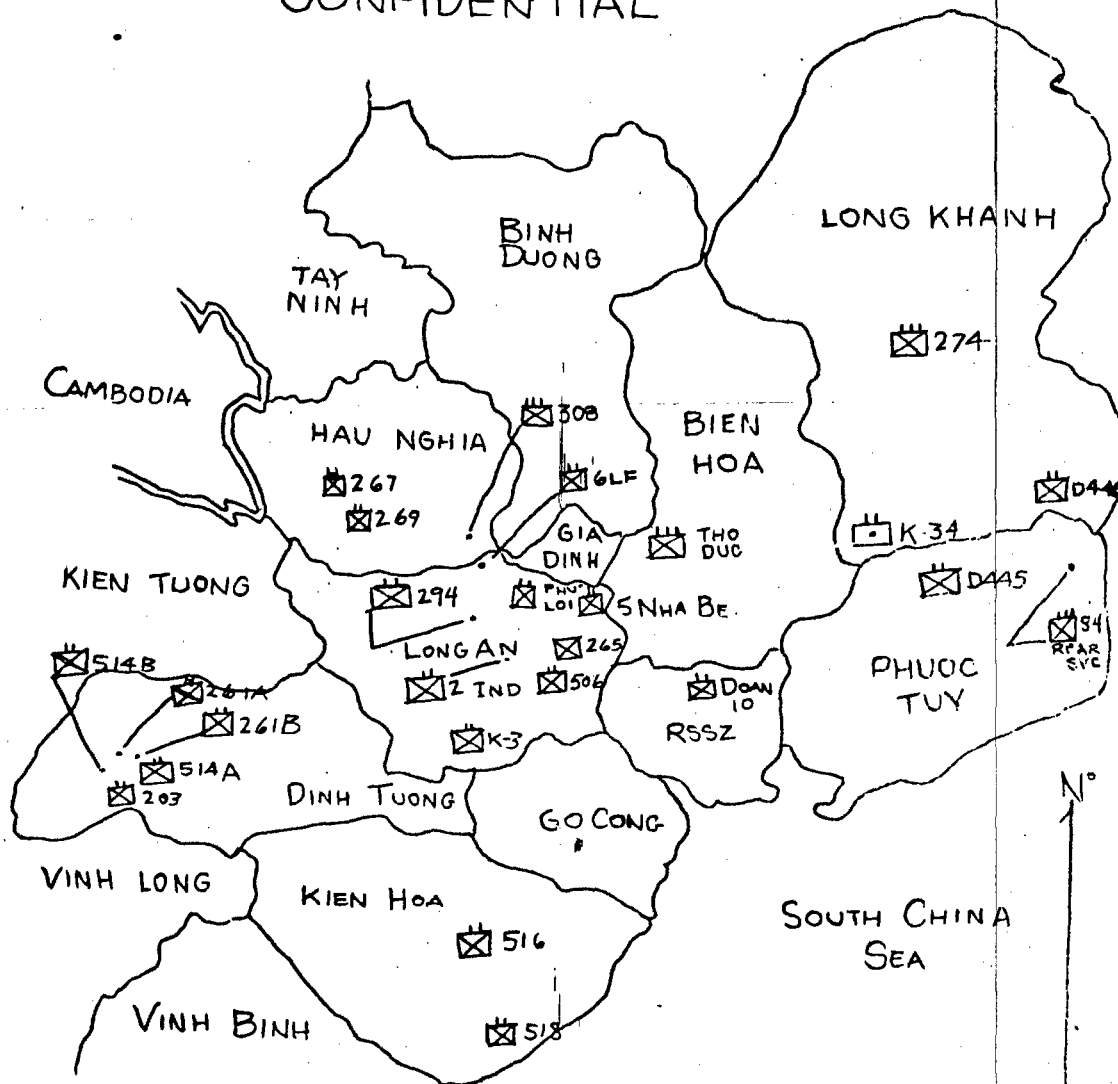 CONFIDENTIAL
LONG KHANH
BINH
DUONG
TAY
NINH
274
CAMBODIA
308
BIEN
HOA
HAU NGHIA
267
6LF
269
D44
K-34
GIA
DINH
THO
DUC
KIEN TUONG
294
PHU
LOI
5 NHA BE
D445
LONG AN
265
84
REAR
SVC
514B
261A
2 IND
506
DOAN
10
PHUOC
TUY
261B
RSSZ
K-3
514A
203
DINH TUONG
GO CONG
N
VINH LONG
KIEN HOA
SOUTH CHINA
SEA
516
VINH BINH
518